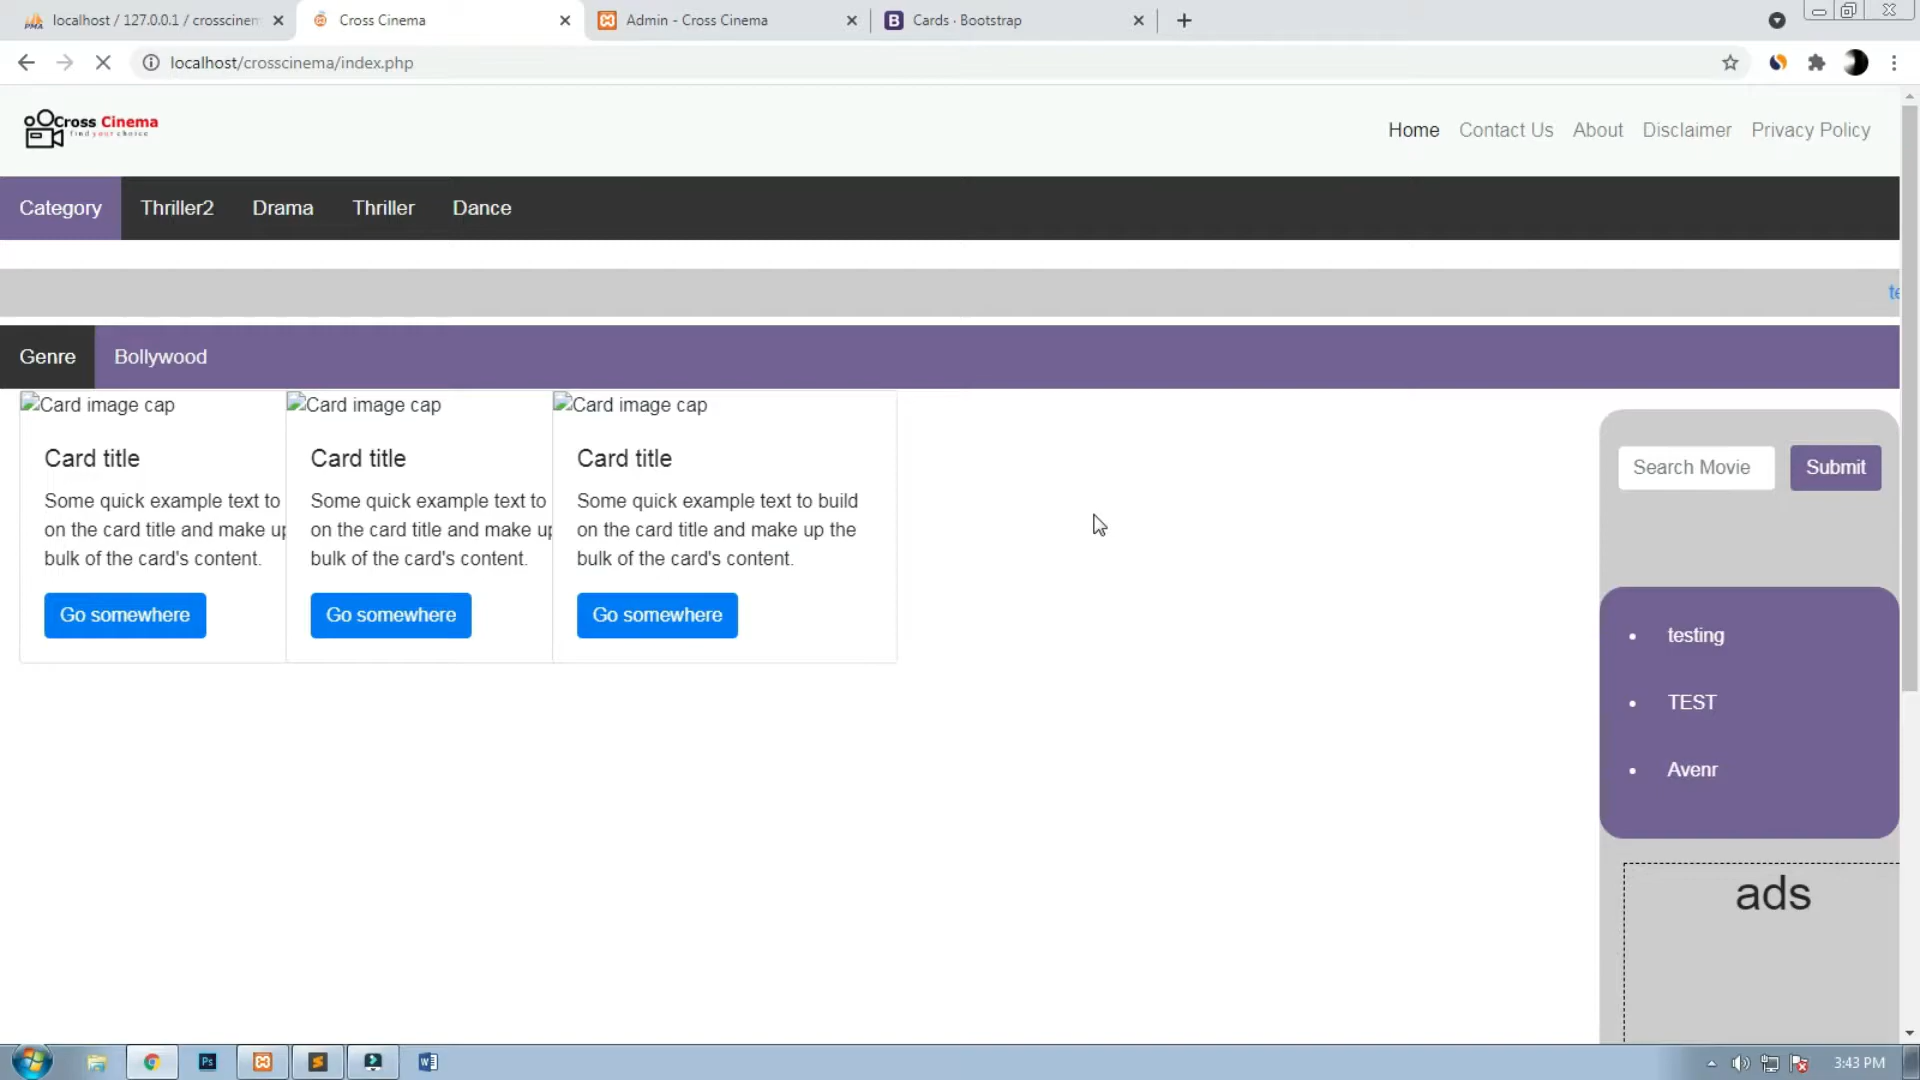 localhost / 127.0.0.1 / crosscinem
Cross Cinema
Admin - Cross Cinema
Cards · Bootstrap
localhost/crosscinema/index.php
Cross Cinema
find your choice
Home Contact Us About Disclaimer Privacy Policy
Category Thriller2 Drama Thriller Dance
te
Genre Bollywood
Card image cap
Card title
Some quick example text to
on the card title and make up
bulk of the card's content.
Go somewhere
Card image cap
Card title
Some quick example text to
on the card title and make up
bulk of the card's content.
Go somewhere
Card image cap
Card title
Some quick example text to build
on the card title and make up the
bulk of the card's content.
Go somewhere
Search Movie Submit
testing
TEST
Avenr
ads
3:43 PM